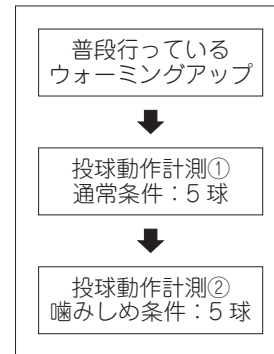 普段行っている
ウォーミングアップ
投球動作計測①
通常条件：5 球
投球動作計測②
噛みしめ条件：5 球